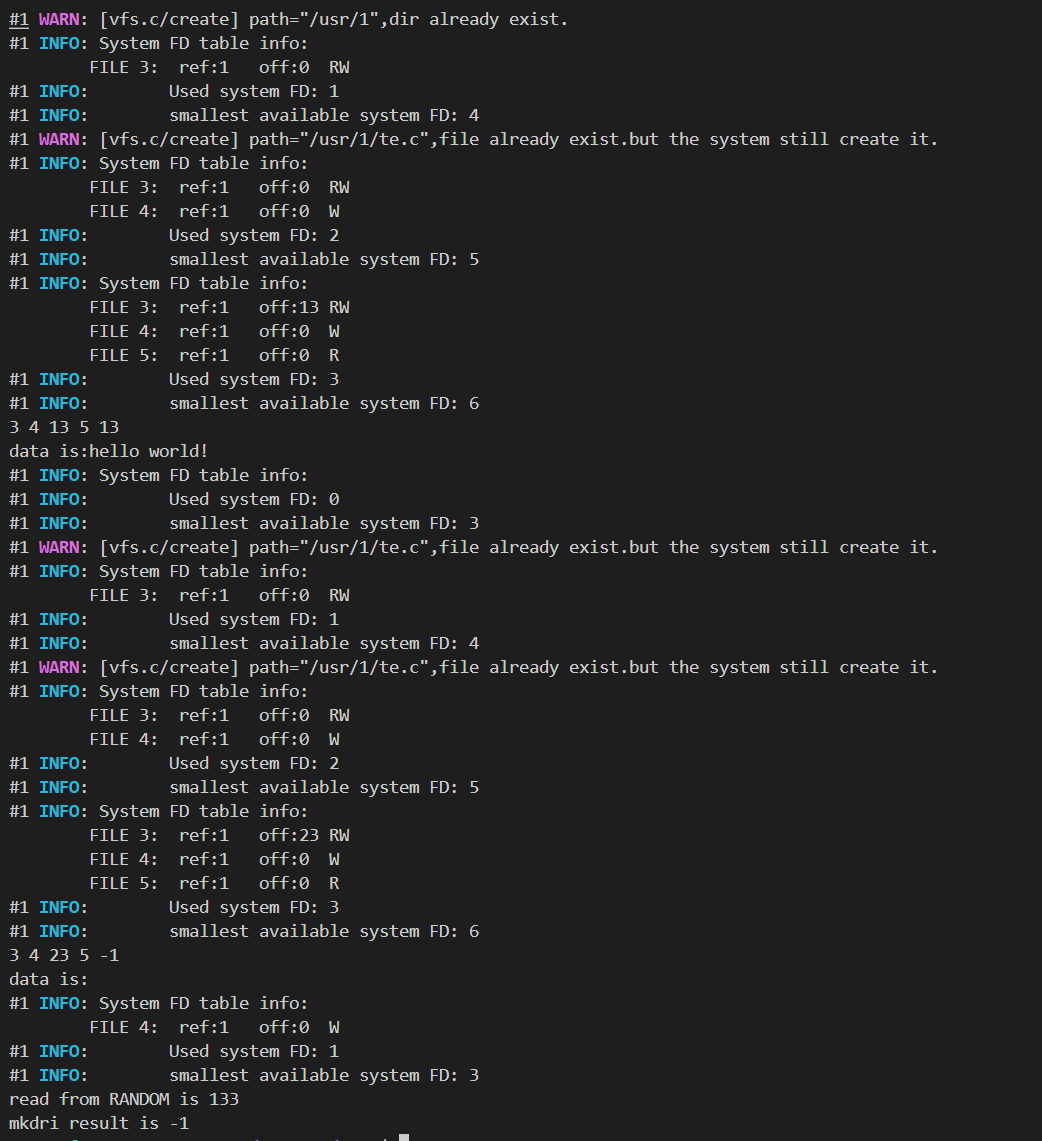 #1 WARN: [vfs.c/create] path="/usr/1",dir already exist.
#1 INFO: System FD table info:
        FILE 3:  ref:1   off:0  RW
#1 INFO:        Used system FD: 1
#1 INFO:        smallest available system FD: 4
#1 WARN: [vfs.c/create] path="/usr/1/te.c",file already exist.but the system still create it.
#1 INFO: System FD table info:
        FILE 3:  ref:1   off:0  RW
        FILE 4:  ref:1   off:0  W
#1 INFO:        Used system FD: 2
#1 INFO:        smallest available system FD: 5
#1 INFO: System FD table info:
        FILE 3:  ref:1   off:13 RW
        FILE 4:  ref:1   off:0  W
        FILE 5:  ref:1   off:0  R
#1 INFO:        Used system FD: 3
#1 INFO:        smallest available system FD: 6
3 4 13 5 13
data is:hello world!
#1 INFO: System FD table info:
#1 INFO:        Used system FD: 0
#1 INFO:        smallest available system FD: 3
#1 WARN: [vfs.c/create] path="/usr/1/te.c",file already exist.but the system still create it.
#1 INFO: System FD table info:
        FILE 3:  ref:1   off:0  RW
#1 INFO:        Used system FD: 1
#1 INFO:        smallest available system FD: 4
#1 WARN: [vfs.c/create] path="/usr/1/te.c",file already exist.but the system still create it.
#1 INFO: System FD table info:
        FILE 3:  ref:1   off:0  RW
        FILE 4:  ref:1   off:0  W
#1 INFO:        Used system FD: 2
#1 INFO:        smallest available system FD: 5
#1 INFO: System FD table info:
        FILE 3:  ref:1   off:23 RW
        FILE 4:  ref:1   off:0  W
        FILE 5:  ref:1   off:0  R
#1 INFO:        Used system FD: 3
#1 INFO:        smallest available system FD: 6
3 4 23 5 -1
data is:
#1 INFO: System FD table info:
        FILE 4:  ref:1   off:0  W
#1 INFO:        Used system FD: 1
#1 INFO:        smallest available system FD: 3
read from RANDOM is 133
mkdri result is -1